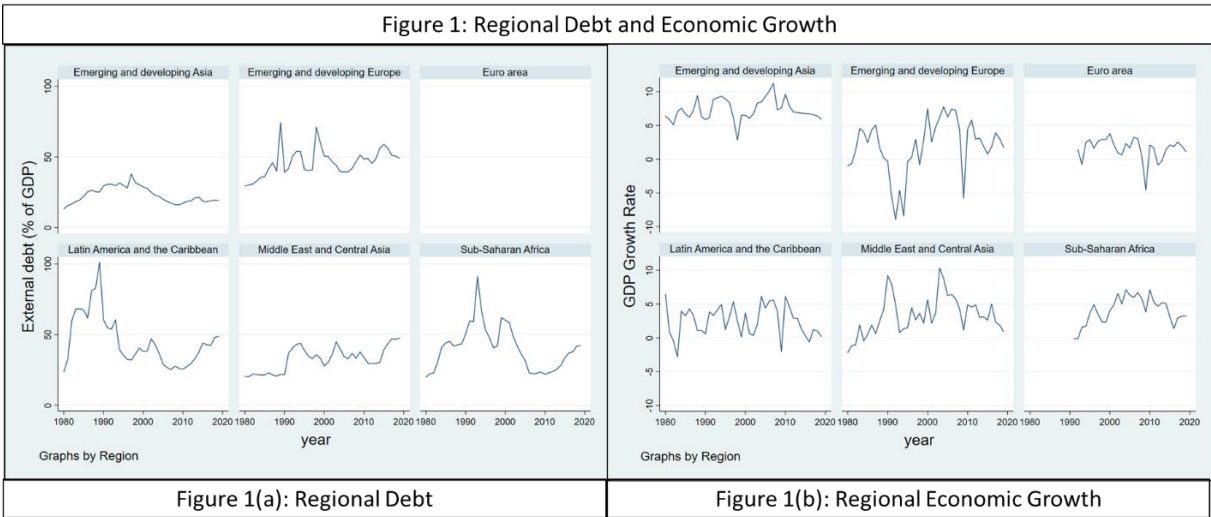 Figure 1: Regional Debt and Economic Growth
Emerging and developing Asia
Emerging and developing Europe
Euro area
Latin America and the Caribbean
Middle East and Central Asia
Sub-Saharan Africa
External debt (% of GDP)
100
50
0
100
50
0
1980 1990 2000 2010 2020 1980 1990 2000 2010 2020 1980 1990 2000 2010 2020
year
Graphs by Region
Emerging and developing Asia
Emerging and developing Europe
Euro area
Latin America and the Caribbean
Middle East and Central Asia
Sub-Saharan Africa
GDP Growth Rate
10
5
0
-5
-10
10
5
0
-5
-10
1980 1990 2000 2010 2020 1980 1990 2000 2010 2020 1980 1990 2000 2010 2020
year
Graphs by Region
Figure 1(a): Regional Debt
Figure 1(b): Regional Economic Growth